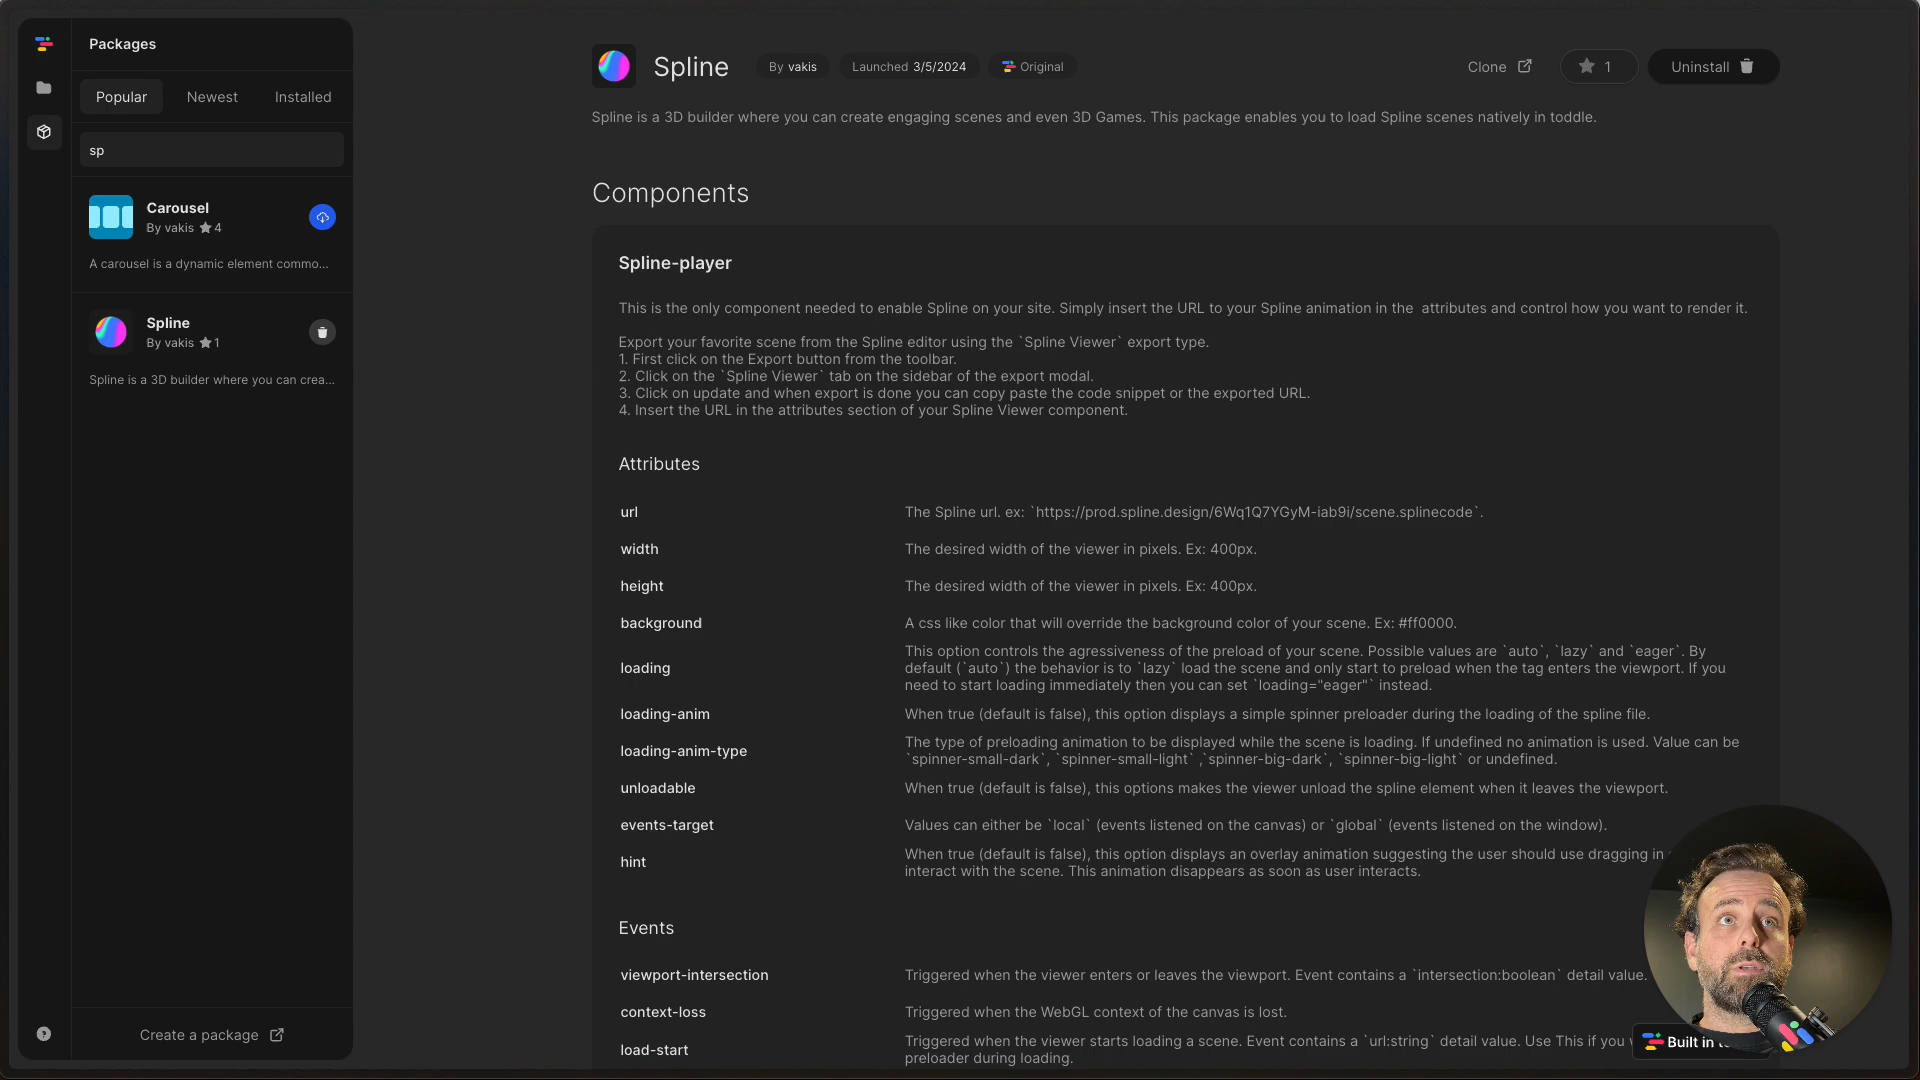 Packages
Popular
Newest
Installed
sp
Carousel
By vakis ★ 4
A carousel is a dynamic element commo...
Spline
By vakis ★ 1
Spline is a 3D builder where you can crea...
Create a package
Spline
By vakis
Launched 3/5/2024
Original
Clone
1
Uninstall
Spline is a 3D builder where you can create engaging scenes and even 3D Games. This package enables you to load Spline scenes natively in toddle.
Components
Spline-player
This is the only component needed to enable Spline on your site. Simply insert the URL to your Spline animation in the  attributes and control how you want to render it.
Export your favorite scene from the Spline editor using the `Spline Viewer` export type.
1. First click on the Export button from the toolbar.
2. Click on the `Spline Viewer` tab on the sidebar of the export modal.
3. Click on update and when export is done you can copy paste the code snippet or the exported URL.
4. Insert the URL in the attributes section of your Spline Viewer component.
Attributes
url
The Spline url. ex: `https://prod.spline.design/6Wq1Q7YGyM-iab9i/scene.splinecode`.
width
The desired width of the viewer in pixels. Ex: 400px.
height
The desired width of the viewer in pixels. Ex: 400px.
background
A css like color that will override the background color of your scene. Ex: #ff0000.
loading
This option controls the agressiveness of the preload of your scene. Possible values are `auto`, `lazy` and `eager`. By
default (`auto`) the behavior is to `lazy` load the scene and only start to preload when the tag enters the viewport. If you
need to start loading immediately then you can set `loading="eager"` instead.
loading-anim
When true (default is false), this option displays a simple spinner preloader during the loading of the spline file.
loading-anim-type
The type of preloading animation to be displayed while the scene is loading. If undefined no animation is used. Value can be
`spinner-small-dark`, `spinner-small-light` ,`spinner-big-dark`, `spinner-big-light` or undefined.
unloadable
When true (default is false), this options makes the viewer unload the spline element when it leaves the viewport.
events-target
Values can either be `local` (events listened on the canvas) or `global` (events listened on the window).
hint
When true (default is false), this option displays an overlay animation suggesting the user should use dragging in
interact with the scene. This animation disappears as soon as user interacts.
Events
viewport-intersection
Triggered when the viewer enters or leaves the viewport. Event contains a `intersection:boolean` detail value.
context-loss
Triggered when the WebGL context of the canvas is lost.
load-start
Triggered when the viewer starts loading a scene. Event contains a `url:string` detail value. Use This if you
preloader during loading.
Built in